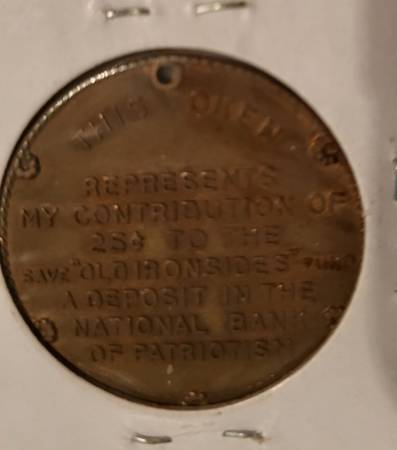 THIS TOKEN
REPRESENTS
MY CONTRIBUTION OF
25¢ TO THE
SAVE "OLD IRONSIDES" FUND
A DEPOSIT IN THE
NATIONAL BANK
OF PATRIOTISM